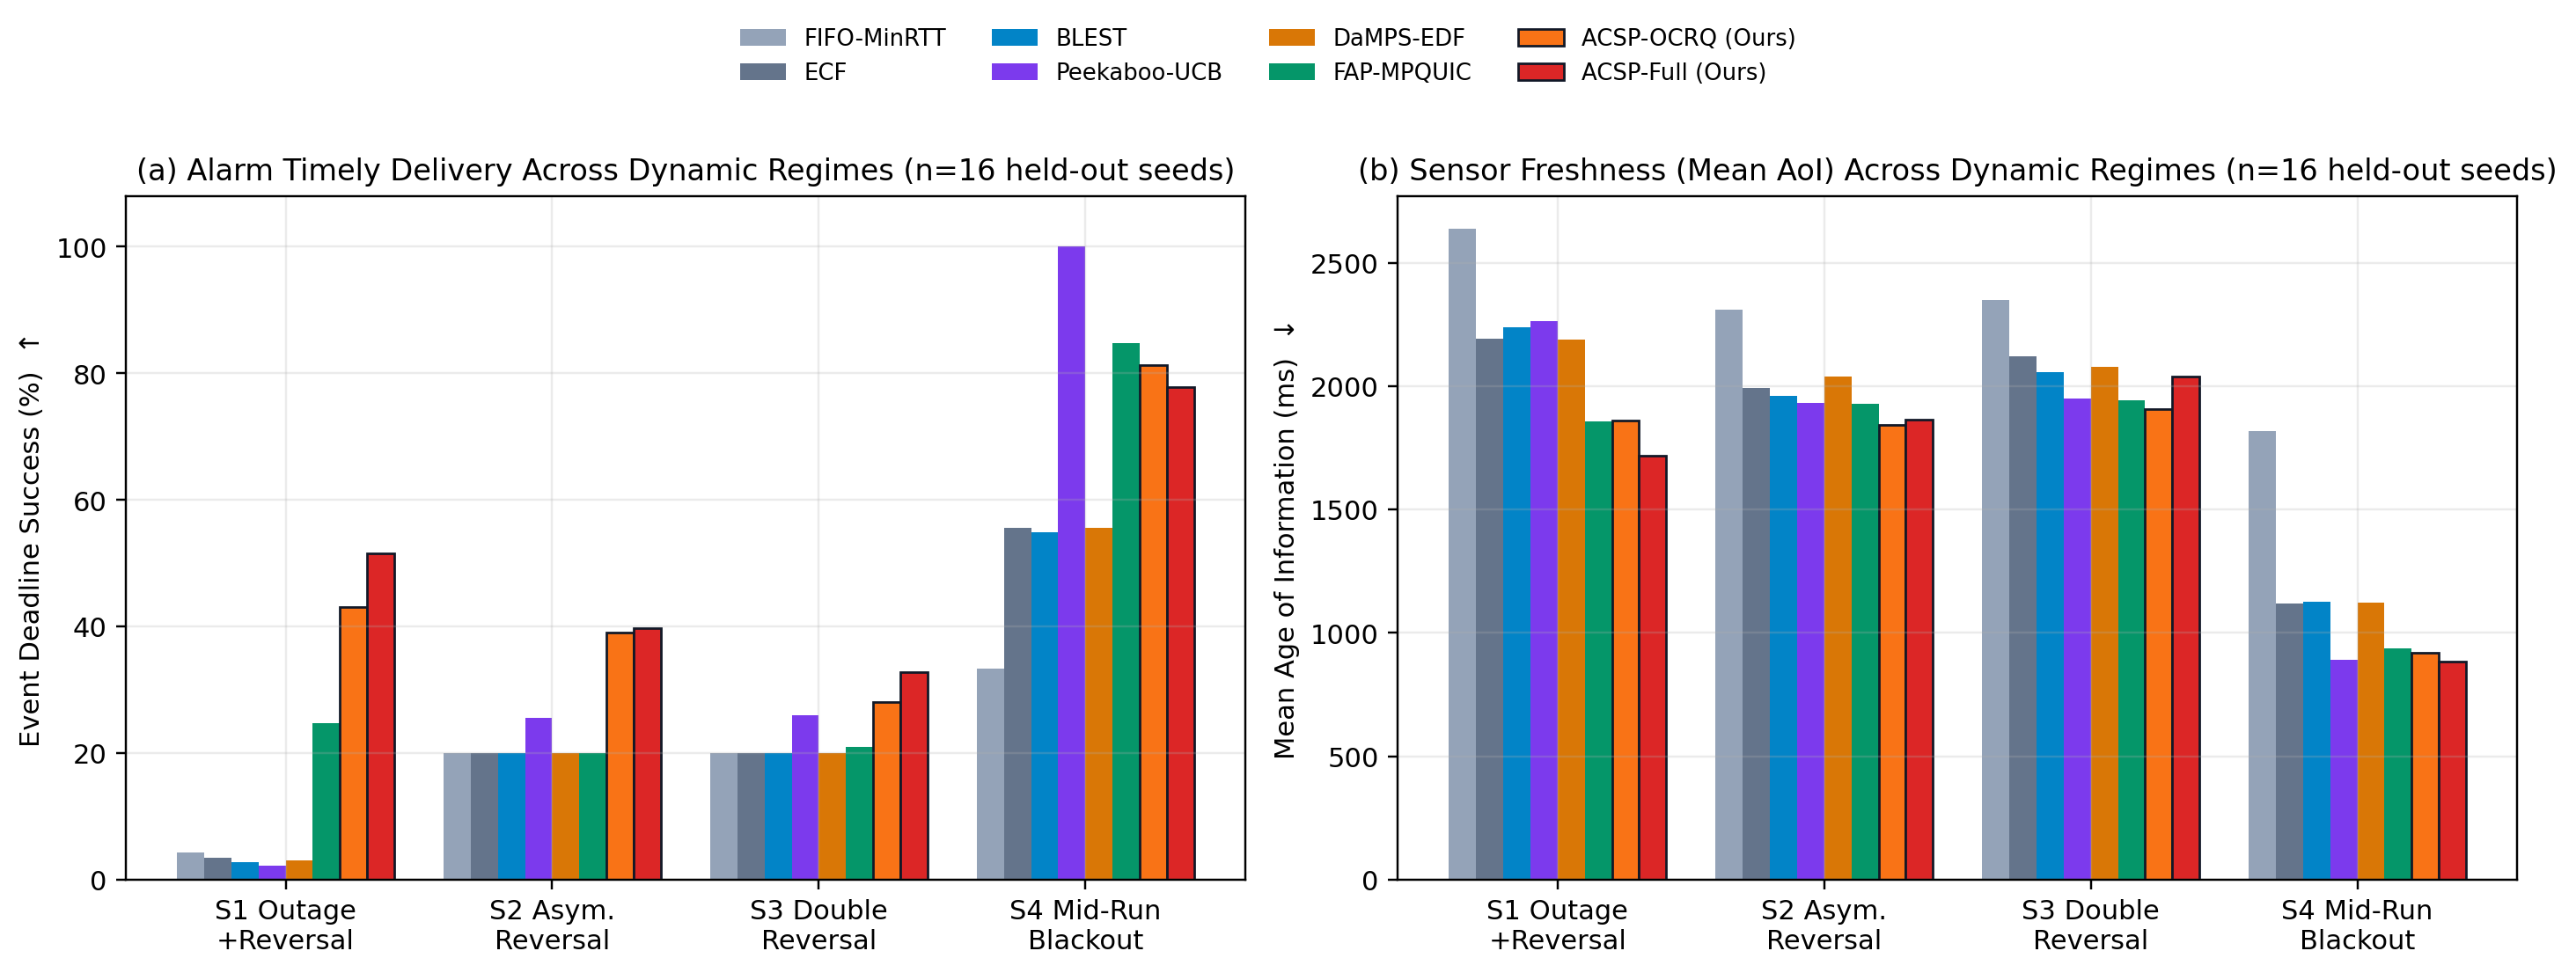 FIFO-MinRTT
ECF
BLEST
Peekaboo-UCB
DaMPS-EDF
FAP-MPQUIC
ACSP-OCRQ (Ours)
ACSP-Full (Ours)
(a) Alarm Timely Delivery Across Dynamic Regimes (n=16 held-out seeds)
Event Deadline Success (%) ↑
100
80
60
40
20
0
S1 Outage
+Reversal
S2 Asym.
Reversal
S3 Double
Reversal
S4 Mid-Run
Blackout
(b) Sensor Freshness (Mean AoI) Across Dynamic Regimes (n=16 held-out seeds)
Mean Age of Information (ms) ↓
2500
2000
1500
1000
500
0
S1 Outage
+Reversal
S2 Asym.
Reversal
S3 Double
Reversal
S4 Mid-Run
Blackout